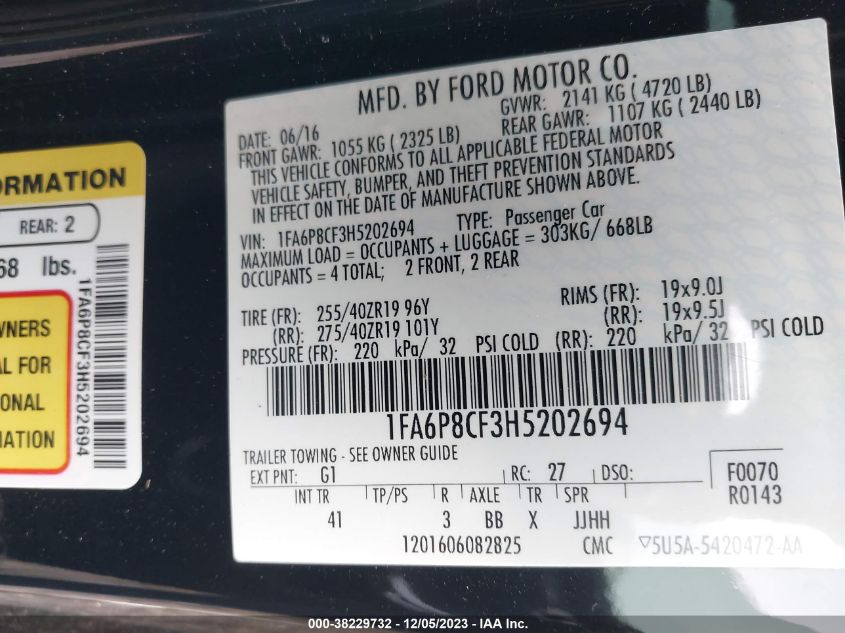 ORMATION
REAR: 2
68 lbs.
WNERS
AL FOR
ONAL
MATION
1FA6P8CF3H5202694
MFD. BY FORD MOTOR CO.
DATE: 06/16 GVWR: 2141 KG ( 4720 LB)
FRONT GAWR: 1055 KG ( 2325 LB) REAR GAWR: 1107 KG ( 2440 LB)
THIS VEHICLE CONFORMS TO ALL APPLICABLE FEDERAL MOTOR
VEHICLE SAFETY, BUMPER, AND THEFT PREVENTION STANDARDS
IN EFFECT ON THE DATE OF MANUFACTURE SHOWN ABOVE.
VIN: 1FA6P8CF3H5202694 TYPE: Passenger Car
MAXIMUM LOAD = OCCUPANTS + LUGGAGE = 303KG/ 668LB
OCCUPANTS = 4 TOTAL; 2 FRONT, 2 REAR
TIRE (FR): 255/40ZR19 96Y RIMS (FR): 19x9.0J
(RR): 275/40ZR19 101Y (RR): 19x9.5J
PRESSURE (FR): 220 kPa/ 32 PSI COLD (RR): 220 kPa/ 32 PSI COLD
1FA6P8CF3H5202694
TRAILER TOWING - SEE OWNER GUIDE
EXT PNT: G1 RC: 27 DSO: F0070
INT TR TP/PS R AXLE TR SPR R0143
41 3 BB X JJHH
1201606082825 CMC ▽5U5A-5420472-AA
000-38229732 - 12/05/2023 - IAA Inc.